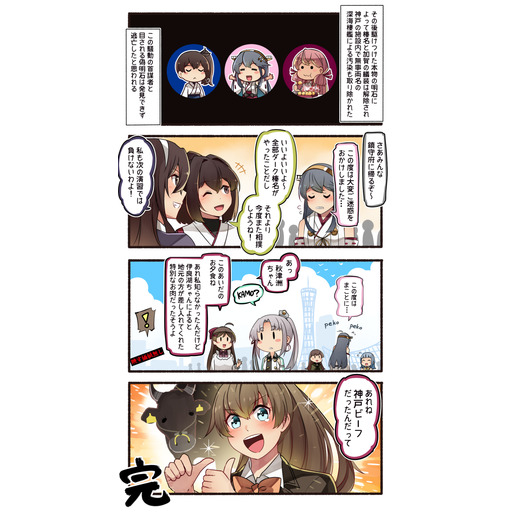 その後駆けつけた本物の明石に
よって榛名と加賀の艤装は解除され
神戸の施設内で無事両名の
深海棲艦による汚染も取り除かれた
この騒動の首謀者と
目される偽明石は発見できず
逃亡したと思われる
さあみんな
鎮守府に帰るぞ〜
この度は大変ご迷惑を
おかけしました…
いいよいいよ〜
全部ダーク榛名が
やったことだし
それより
今度また相撲
しようね!
私も次の演習では
負けないわよ!
この度は
まことに…
peko
peko
あっ
秋津洲
ちゃん
KAMO?
このあいだの
お夕食ね
あれ私知らなかったんだけど
伊良湖ちゃんによると
地元の方が差し入れてくれた
特別なお肉だったそうよ
!
あれね
神戸ビーフ
だったんだって
完